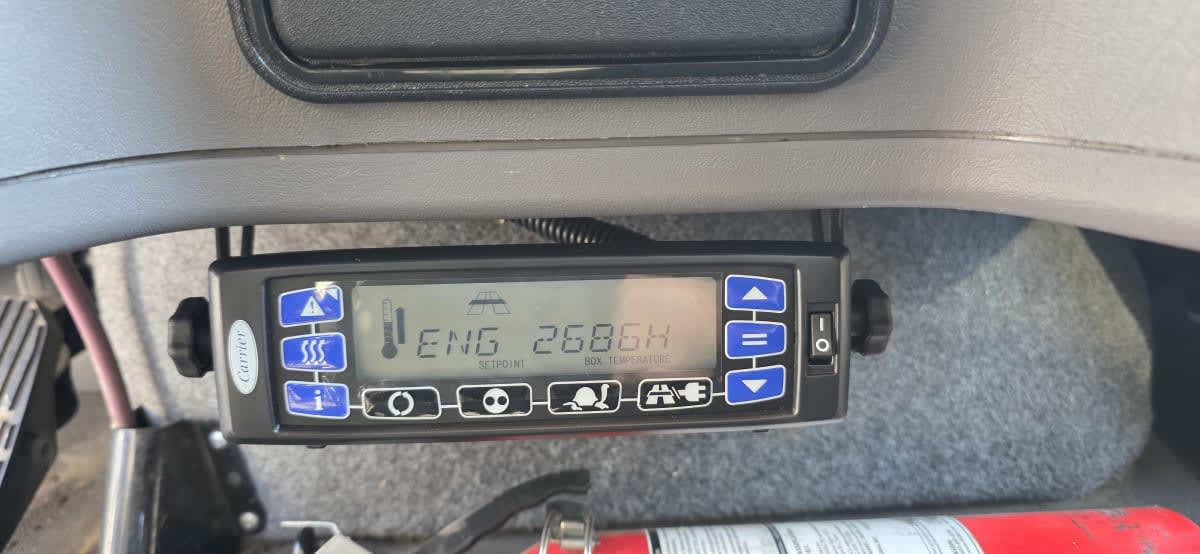 ENG 2686H
SETPOINT BOX TEMPERATURE
Carrier
i
I
O